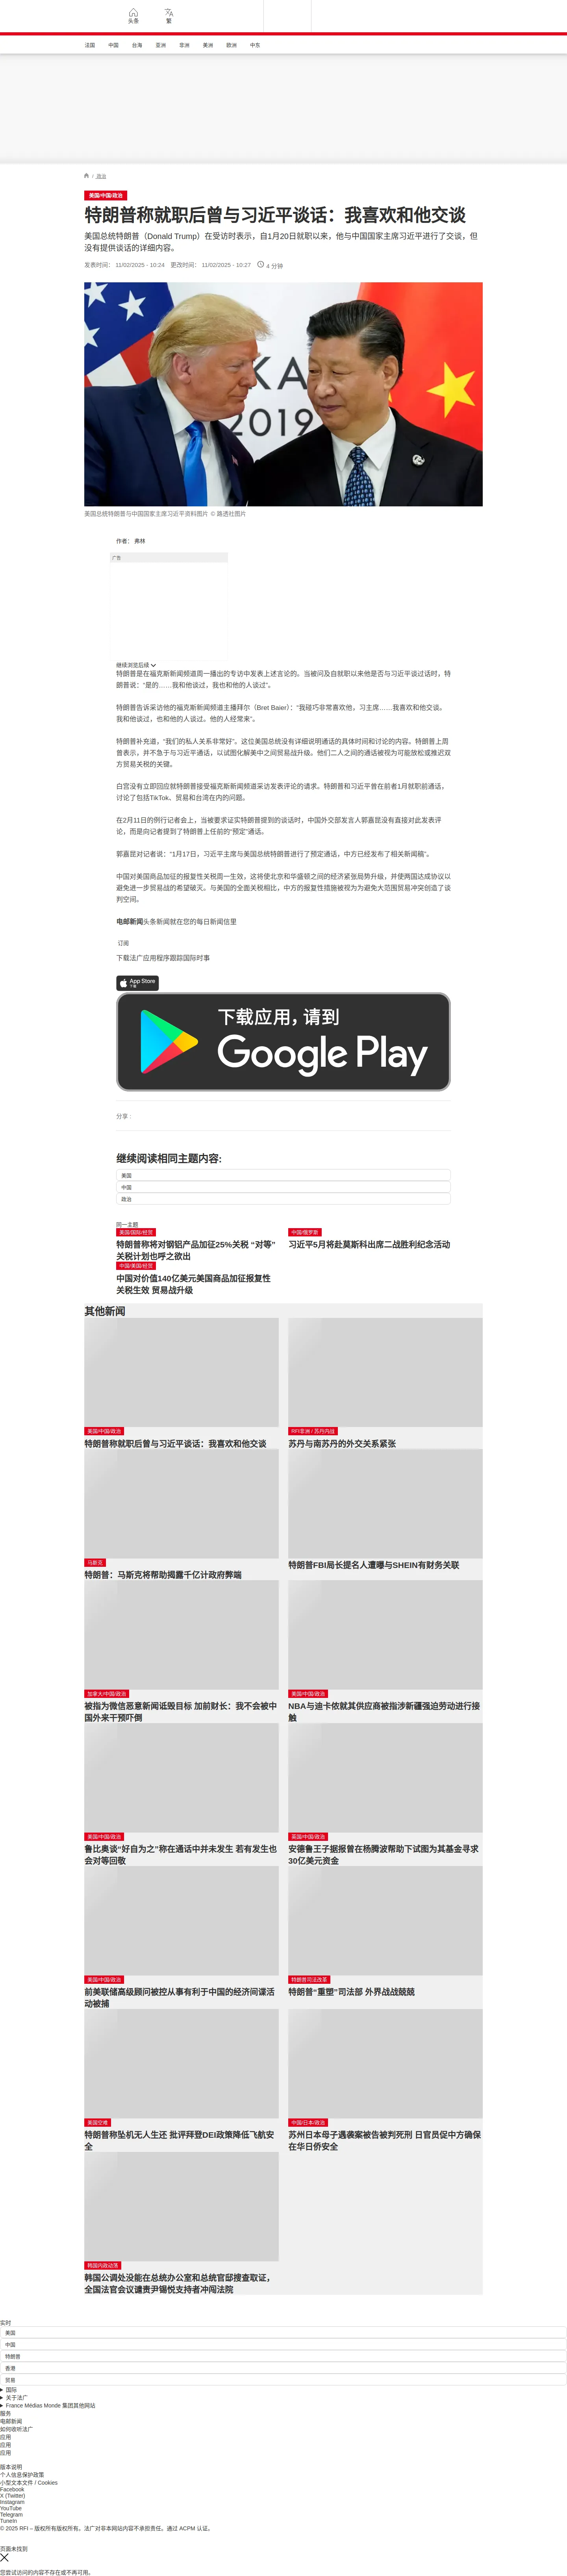 头条
繁
法国
中国
台海
亚洲
非洲
美洲
欧洲
中东
/ 政治
美国/中国/政治
特朗普称就职后曾与习近平谈话：我喜欢和他交谈
美国总统特朗普（Donald Trump）在受访时表示，自1月20日就职以来，他与中国国家主席习近平进行了交谈，但
没有提供谈话的详细内容。
发表时间： 11/02/2025 - 10:24 更改时间： 11/02/2025 - 10:27 4 分钟
KA
2019
美国总统特朗普与中国国家主席习近平资料图片 © 路透社图片
作者： 弗林
广告
继续浏览后续
特朗普是在福克斯新闻频道周一播出的专访中发表上述言论的。当被问及自就职以来他是否与习近平谈过话时，特
朗普说：“是的……我和他谈过，我也和他的人谈过”。
特朗普告诉采访他的福克斯新闻频道主播拜尔（Bret Baier）：“我碰巧非常喜欢他，习主席……我喜欢和他交谈。
我和他谈过，也和他的人谈过。他的人经常来”。
特朗普补充道，“我们的私人关系非常好”。这位美国总统没有详细说明通话的具体时间和讨论的内容。特朗普上周
曾表示，并不急于与习近平通话，以试图化解美中之间贸易战升级。他们二人之间的通话被视为可能放松或推迟双
方贸易关税的关键。
白宫没有立即回应就特朗普接受福克斯新闻频道采访发表评论的请求。特朗普和习近平曾在前者1月就职前通话，
讨论了包括TikTok、贸易和台湾在内的问题。
在2月11日的例行记者会上，当被要求证实特朗普提到的谈话时，中国外交部发言人郭嘉昆没有直接对此发表评
论，而是向记者提到了特朗普上任前的“预定”通话。
郭嘉昆对记者说：“1月17日，习近平主席与美国总统特朗普进行了预定通话，中方已经发布了相关新闻稿”。
中国对美国商品加征的报复性关税周一生效，这将使北京和华盛顿之间的经济紧张局势升级，并使两国达成协议以
避免进一步贸易战的希望破灭。与美国的全面关税相比，中方的报复性措施被视为为避免大范围贸易冲突创造了谈
判空间。
电邮新闻头条新闻就在您的每日新闻信里
订阅
下载法广应用程序跟踪国际时事
App Store
下载
下载应用，请到
Google Play
分享 :
继续阅读相同主题内容:
美国
中国
政治
同一主题
美国/国际/经贸
特朗普称将对钢铝产品加征25%关税 “对等”
关税计划也呼之欲出
中国/俄罗斯
习近平5月将赴莫斯科出席二战胜利纪念活动
中国/美国/经贸
中国对价值140亿美元美国商品加征报复性
关税生效 贸易战升级
其他新闻
美国/中国/政治
特朗普称就职后曾与习近平谈话：我喜欢和他交谈
RFI非洲 / 苏丹内战
苏丹与南苏丹的外交关系紧张
马斯克
特朗普：马斯克将帮助揭露千亿计政府弊端
特朗普FBI局长提名人遭曝与SHEIN有财务关联
加拿大/中国/政治
被指为微信恶意新闻诋毁目标 加前财长：我不会被中
国外来干预吓倒
美国/中国/政治
NBA与迪卡侬就其供应商被指涉新疆强迫劳动进行接
触
美国/中国/政治
鲁比奥谈“好自为之”称在通话中并未发生 若有发生也
会对等回敬
英国/中国/政治
安德鲁王子据报曾在杨腾波帮助下试图为其基金寻求
30亿美元资金
美国/中国/政治
前美联储高级顾问被控从事有利于中国的经济间谍活
动被捕
特朗普司法改革
特朗普“重塑”司法部 外界战战兢兢
美国空难
特朗普称坠机无人生还 批评拜登DEI政策降低飞航安
全
中国/日本/政治
苏州日本母子遇袭案被告被判死刑 日官员促中方确保
在华日侨安全
韩国内政动荡
韩国公调处没能在总统办公室和总统官邸搜查取证，
全国法官会议谴责尹锡悦支持者冲闯法院
实时
美国
中国
特朗普
香港
贸易
国际
关于法广
France Médias Monde 集团其他网站
服务
电邮新闻
如何收听法广
应用
应用
应用
版本说明
个人信息保护政策
小型文本文件 / Cookies
Facebook
X (Twitter)
Instagram
YouTube
Telegram
TuneIn
© 2025 RFI – 版权所有版权所有。法广对非本网站内容不承担责任。通过 ACPM 认证。
页面未找到
您尝试访问的内容不存在或不再可用。